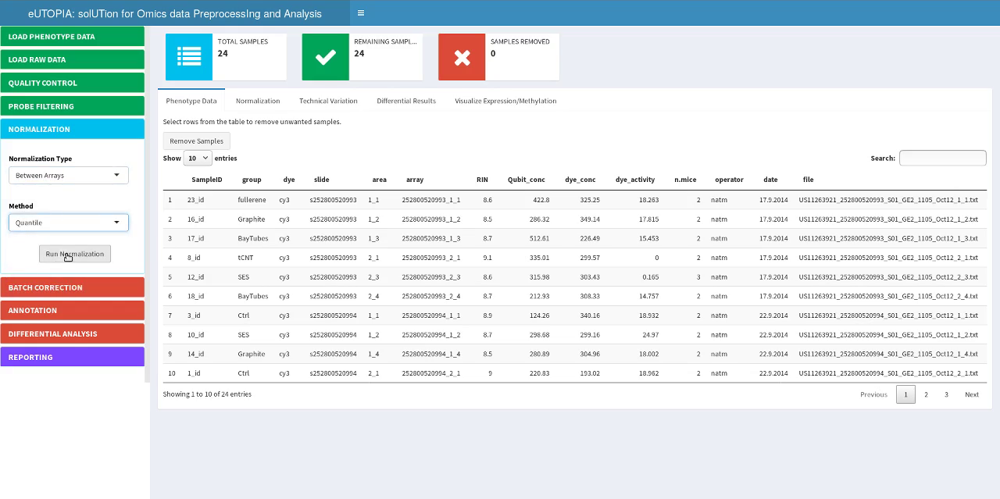 eUTOPIA: solUTion for Omics data PreprocessIng and Analysis
LOAD PHENOTYPE DATA
LOAD RAW DATA
QUALITY CONTROL
PROBE FILTERING
NORMALIZATION
Normalization Type
Between Arrays
Method
Quantile
Run Normalization
BATCH CORRECTION
ANNOTATION
DIFFERENTIAL ANALYSIS
REPORTING
TOTAL SAMPLES
24
REMAINING SAMPL...
24
SAMPLES REMOVED
0
Phenotype Data Normalization Technical Variation Differential Results Visualize Expression/Methylation
Select rows from the table to remove unwanted samples.
Remove Samples
Show 10 entries Search:
SampleID group dye slide area array RIN Qubit_conc dye_conc dye_activity n.mice operator date file
1 23_id fullerene cy3 s252800520993 1_1 252800520993_1_1 8.6 422.8 325.25 18.263 2 natm 17.9.2014 US11263921_252800520993_S01_GE2_1105_Oct12_1_1.txt
2 16_id Graphite cy3 s252800520993 1_2 252800520993_1_2 8.5 286.32 349.14 17.815 2 natm 17.9.2014 US11263921_252800520993_S01_GE2_1105_Oct12_1_2.txt
3 17_id BayTubes cy3 s252800520993 1_3 252800520993_1_3 8.7 512.61 226.49 15.453 2 natm 17.9.2014 US11263921_252800520993_S01_GE2_1105_Oct12_1_3.txt
4 8_id tCNT cy3 s252800520993 2_1 252800520993_2_1 9.1 335.01 299.57 0 2 natm 17.9.2014 US11263921_252800520993_S01_GE2_1105_Oct12_2_1.txt
5 12_id SES cy3 s252800520993 2_3 252800520993_2_3 8.6 315.98 303.43 0.165 3 natm 17.9.2014 US11263921_252800520993_S01_GE2_1105_Oct12_2_3.txt
6 18_id BayTubes cy3 s252800520993 2_4 252800520993_2_4 8.7 212.93 308.33 14.757 2 natm 17.9.2014 US11263921_252800520993_S01_GE2_1105_Oct12_2_4.txt
7 3_id Ctrl cy3 s252800520994 1_1 252800520994_1_1 8.9 124.26 340.16 18.932 2 natm 22.9.2014 US11263921_252800520994_S01_GE2_1105_Oct12_1_1.txt
8 10_id SES cy3 s252800520994 1_2 252800520994_1_2 8.7 298.68 299.16 24.97 2 natm 22.9.2014 US11263921_252800520994_S01_GE2_1105_Oct12_1_2.txt
9 14_id Graphite cy3 s252800520994 1_4 252800520994_1_4 8.5 280.89 304.96 18.002 2 natm 22.9.2014 US11263921_252800520994_S01_GE2_1105_Oct12_1_4.txt
10 1_id Ctrl cy3 s252800520994 2_1 252800520994_2_1 9 220.83 193.02 18.962 2 natm 22.9.2014 US11263921_252800520994_S01_GE2_1105_Oct12_2_1.txt
Showing 1 to 10 of 24 entries Previous 1 2 3 Next